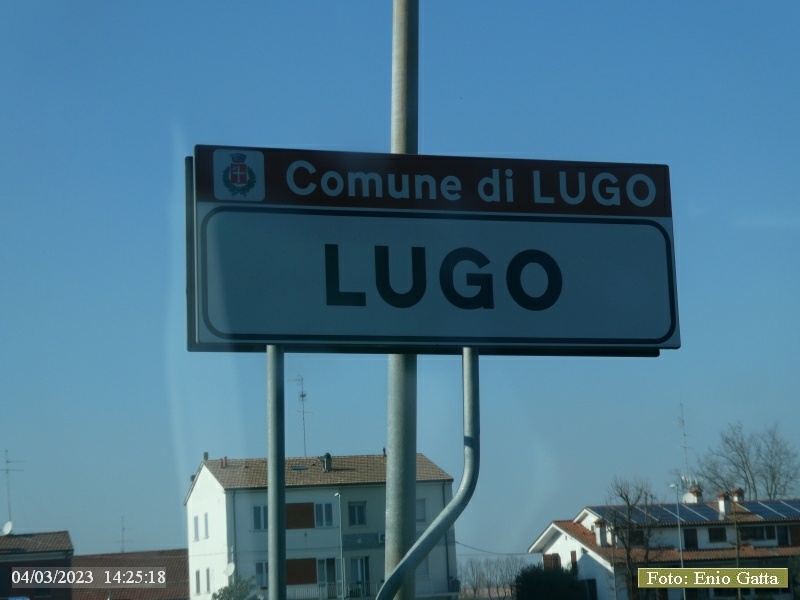 Comune di LUGO
LUGO
04/03/2023 14:25:18
Foto: Enio Gatta